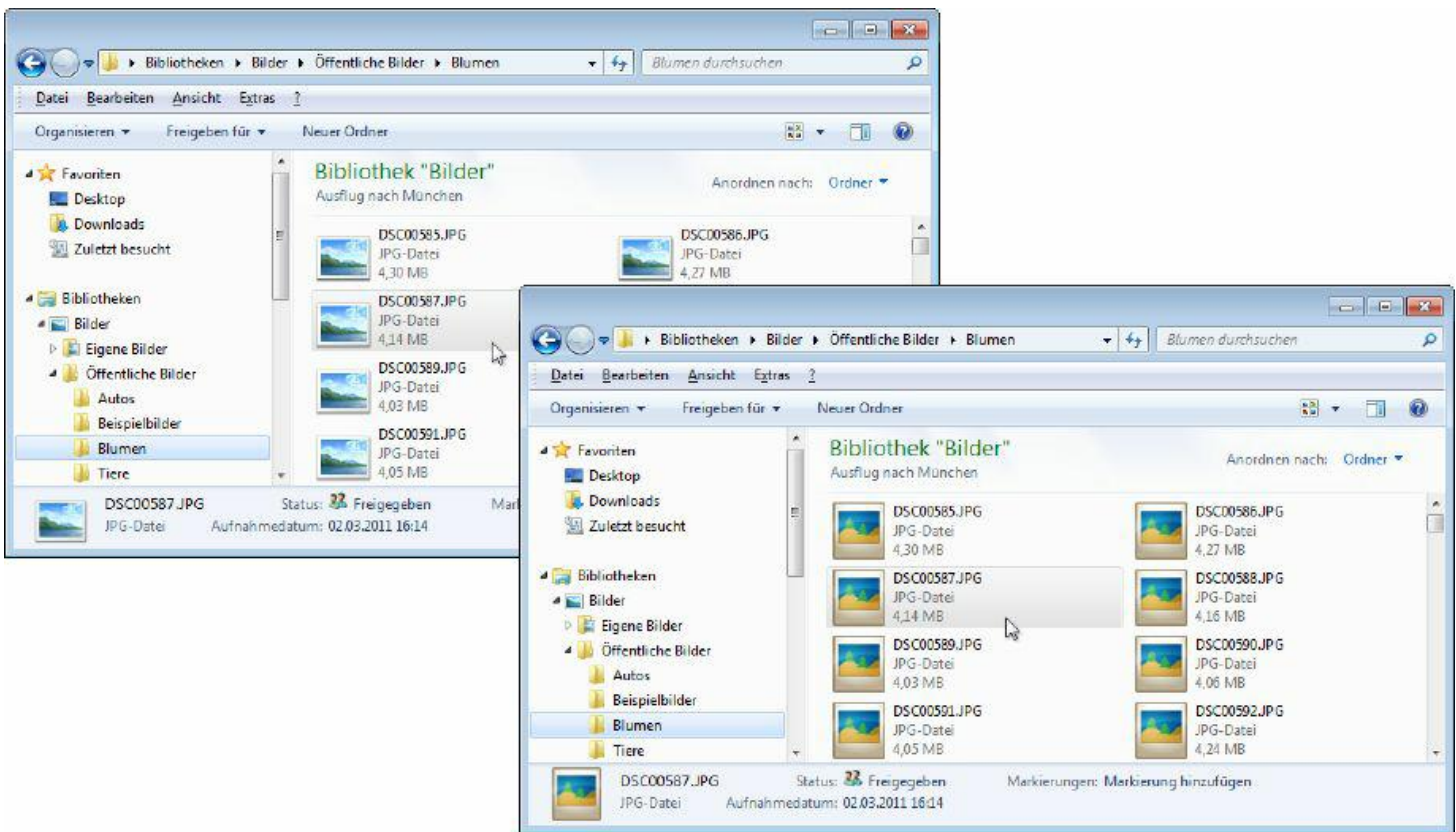 Bibliotheken ▸ Bilder ▸ Öffentliche Bilder ▸ Blumen
Blumen durchsuchen
Datei Bearbeiten Ansicht Extras ?
Organisieren Freigeben für Neuer Ordner
Favoriten
Desktop
Downloads
Zuletzt besucht
Bibliotheken
Bilder
Eigene Bilder
Öffentliche Bilder
Autos
Beispielbilder
Blumen
Tiere
Bibliothek "Bilder"
Ausflug nach München
Anordnen nach: Ordner
DSC00585.JPG
JPG-Datei
4,30 MB
DSC00586.JPG
JPG-Datei
4,27 MB
DSC00587.JPG
JPG-Datei
4,14 MB
DSC00589.JPG
JPG-Datei
4,03 MB
DSC00591.JPG
JPG-Datei
4,05 MB
DSC00587.JPG Status: Freigegeben
JPG-Datei Aufnahmedatum: 02.03.2011 16:14
Bibliotheken ▸ Bilder ▸ Öffentliche Bilder ▸ Blumen
Blumen durchsuchen
Datei Bearbeiten Ansicht Extras ?
Organisieren Freigeben für Neuer Ordner
Favoriten
Desktop
Downloads
Zuletzt besucht
Bibliotheken
Bilder
Eigene Bilder
Öffentliche Bilder
Autos
Beispielbilder
Blumen
Tiere
Bibliothek "Bilder"
Ausflug nach München
Anordnen nach: Ordner
DSC00585.JPG
JPG-Datei
4,30 MB
DSC00586.JPG
JPG-Datei
4,27 MB
DSC00587.JPG
JPG-Datei
4,14 MB
DSC00588.JPG
JPG-Datei
4,16 MB
DSC00589.JPG
JPG-Datei
4,03 MB
DSC00590.JPG
JPG-Datei
4,06 MB
DSC00591.JPG
JPG-Datei
4,05 MB
DSC00592.JPG
JPG-Datei
4,24 MB
DSC00587.JPG Status: Freigegeben Markierungen: Markierung hinzufügen
JPG-Datei Aufnahmedatum: 02.03.2011 16:14